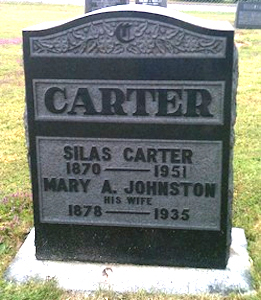 C
CARTER
SILAS CARTER
1870 — 1951
MARY A. JOHNSTON
HIS WIFE
1878 — 1935